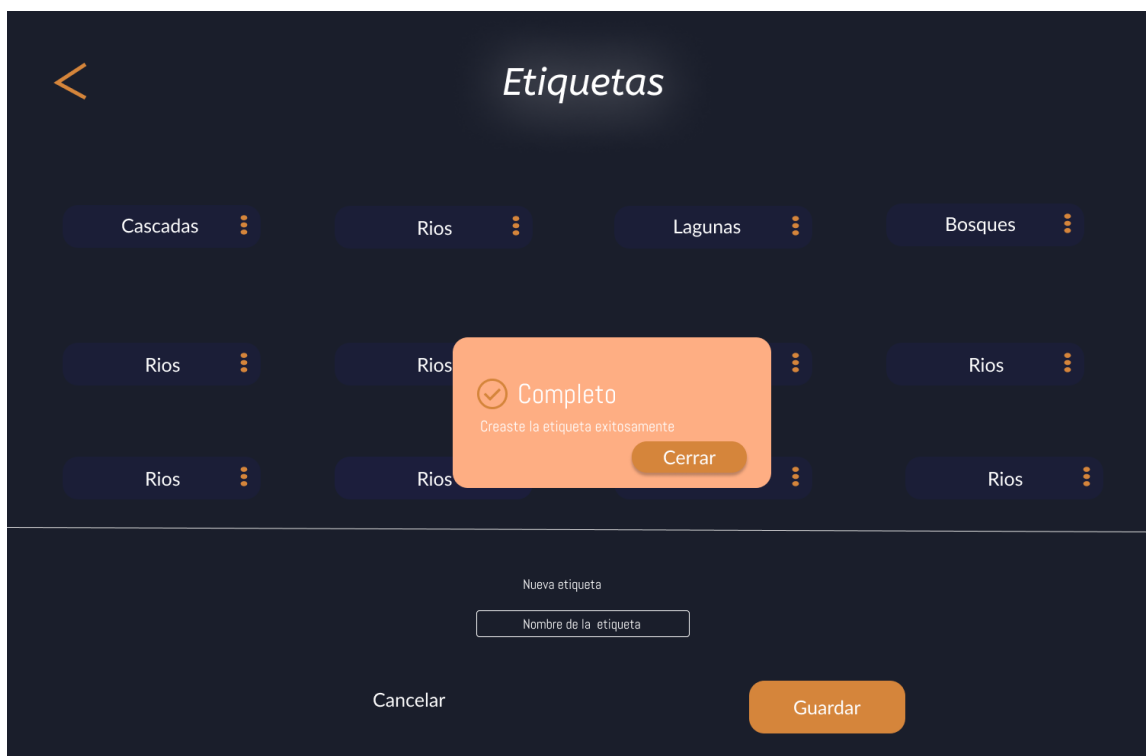 Etiquetas
Cascadas
Rios
Lagunas
Bosques
Rios
Rios
Rios
Completo
Creaste la etiqueta exitosamente
Cerrar
Rios
Rios
Rios
Nueva etiqueta
Nombre de la etiqueta
Cancelar
Guardar